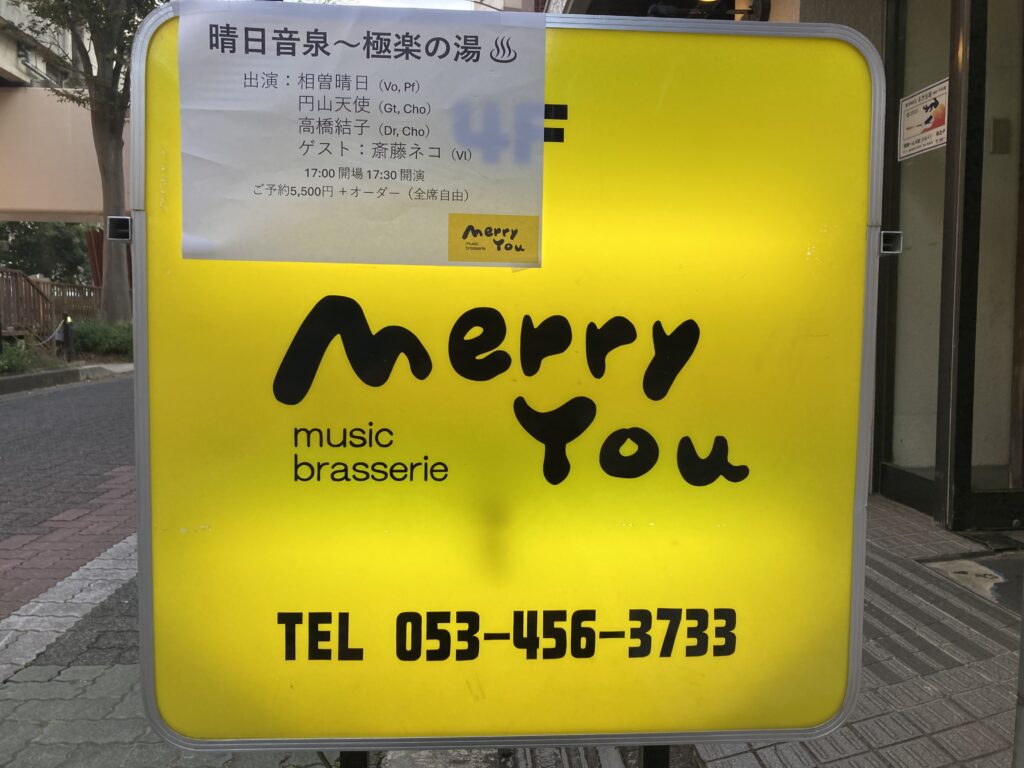 晴日音泉～極楽の湯♨
出演：相曽晴日（Vo, Pf）
円山天使（Gt, Cho）
高橋結子（Dr, Cho）
ゲスト：斎藤ネコ（Vl）
17:00 開場 17:30 開演
ご予約5,500円 ＋オーダー（全席自由）
merry
music
brasserie
You
4F
merry
You
music
brasserie
TEL 053-456-3733